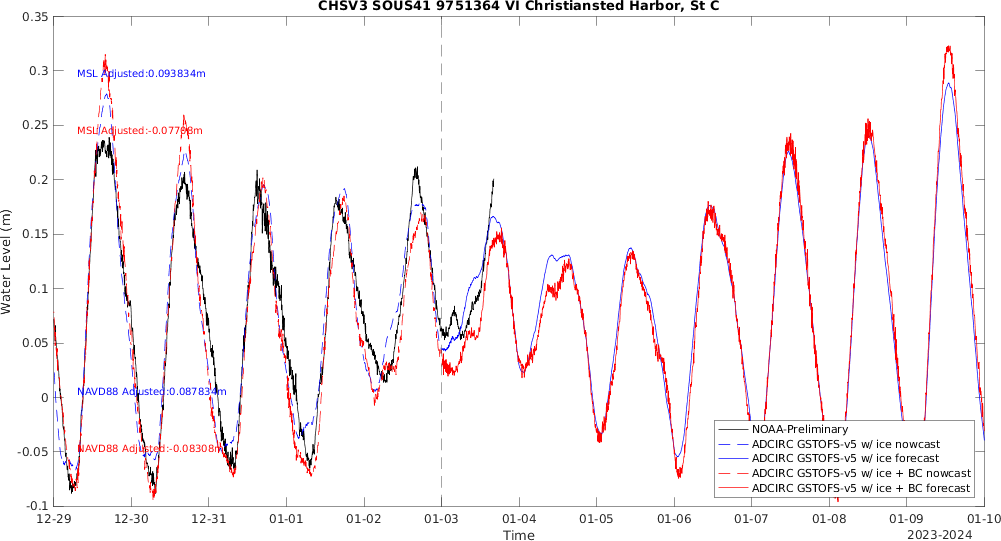 CHSV3 SOUS41 9751364 VI Christiansted Harbor, St C
0.35
0.3
0.25
0.2
0.15
0.1
0.05
0
-0.05
-0.1
Water Level (m)
MSL Adjusted:0.093834m
MSL Adjusted:-0.07708m
NAVD88 Adjusted:0.087834m
NAVD88 Adjusted:-0.08308m
NOAA-Preliminary
ADCIRC GSTOFS-v5 w/ ice nowcast
ADCIRC GSTOFS-v5 w/ ice forecast
ADCIRC GSTOFS-v5 w/ ice + BC nowcast
ADCIRC GSTOFS-v5 w/ ice + BC forecast
12-29 12-30 12-31 01-01 01-02 01-03 01-04 01-05 01-06 01-07 01-08 01-09 01-10
Time
2023-2024